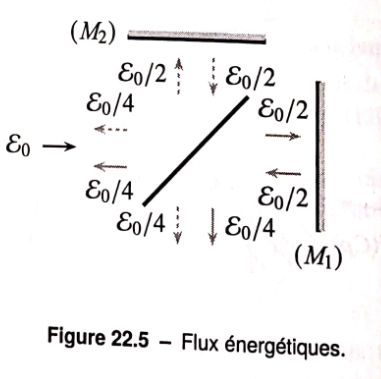 (M₂)
ℰ₀/2 ℰ₀/2
ℰ₀/4 ℰ₀/2
ℰ₀
ℰ₀/4 ℰ₀/2
ℰ₀/4 ℰ₀/4
(M₁)
Figure 22.5 – Flux énergétiques.